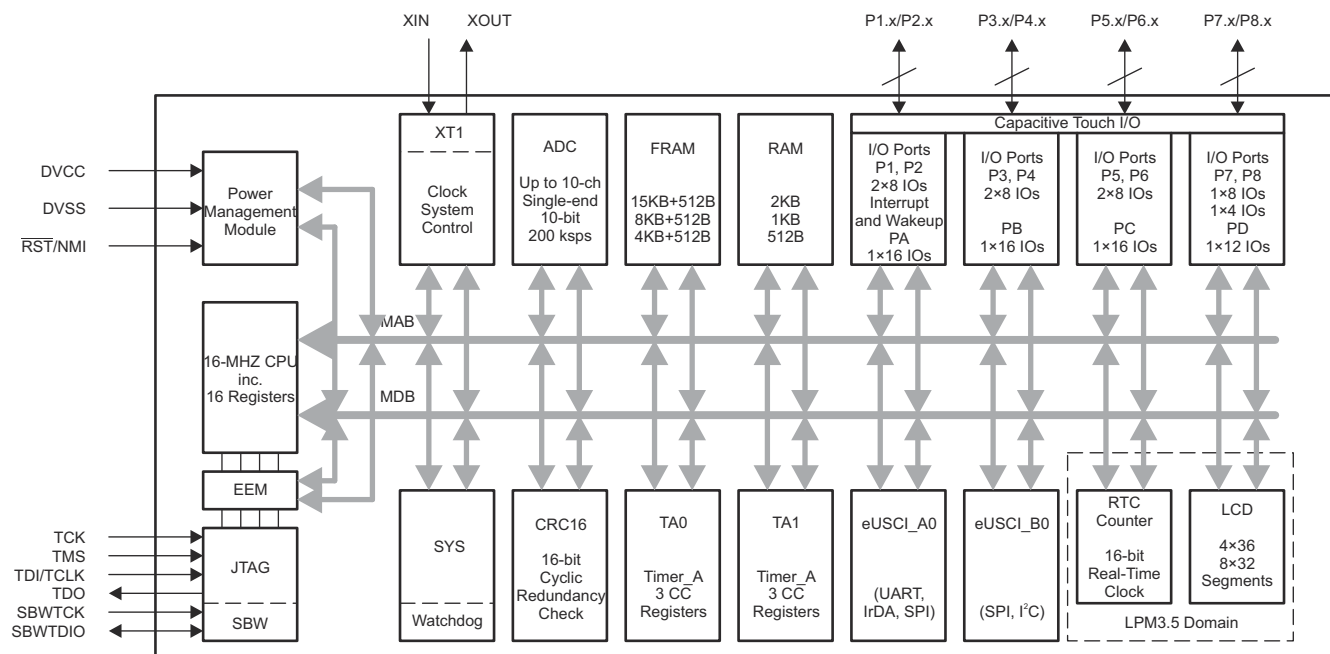 XIN
XOUT
P1.x/P2.x
P3.x/P4.x
P5.x/P6.x
P7.x/P8.x
DVCC
DVSS
RST/NMI
Power
Management
Module
XT1
Clock
System
Control
ADC
Up to 10-ch
Single-end
10-bit
200 ksps
FRAM
15KB+512B
8KB+512B
4KB+512B
RAM
2KB
1KB
512B
Capacitive Touch I/O
I/O Ports
P1, P2
2×8 IOs
Interrupt
and Wakeup
PA
1×16 IOs
I/O Ports
P3, P4
2×8 IOs
PB
1×16 IOs
I/O Ports
P5, P6
2×8 IOs
PC
1×16 IOs
I/O Ports
P7, P8
1×8 IOs
1×4 IOs
PD
1×12 IOs
MAB
16-MHZ CPU
inc.
16 Registers
MDB
EEM
TCK
TMS
TDI/TCLK
TDO
SBWTCK
SBWTDIO
JTAG
SBW
SYS
Watchdog
CRC16
16-bit
Cyclic
Redundancy
Check
TA0
Timer_A
3 CC
Registers
TA1
Timer_A
3 CC
Registers
eUSCI_A0
(UART,
IrDA, SPI)
eUSCI_B0
(SPI, I²C)
RTC
Counter
16-bit
Real-Time
Clock
LCD
4×36
8×32
Segments
LPM3.5 Domain